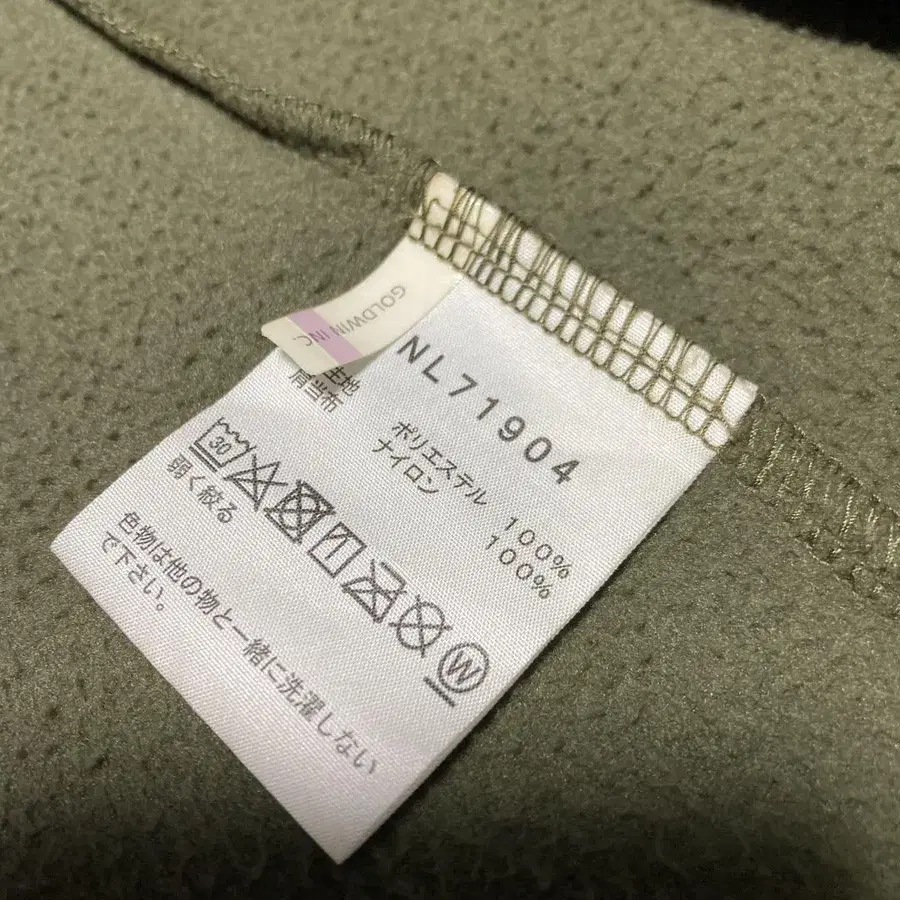 GOLDWIN INC.
NL71904
生地 ポリエステル 100%
肩当布 ナイロン 100%
30
W
弱く絞る
色物は他の物と一緒に洗濯しない
で下さい。